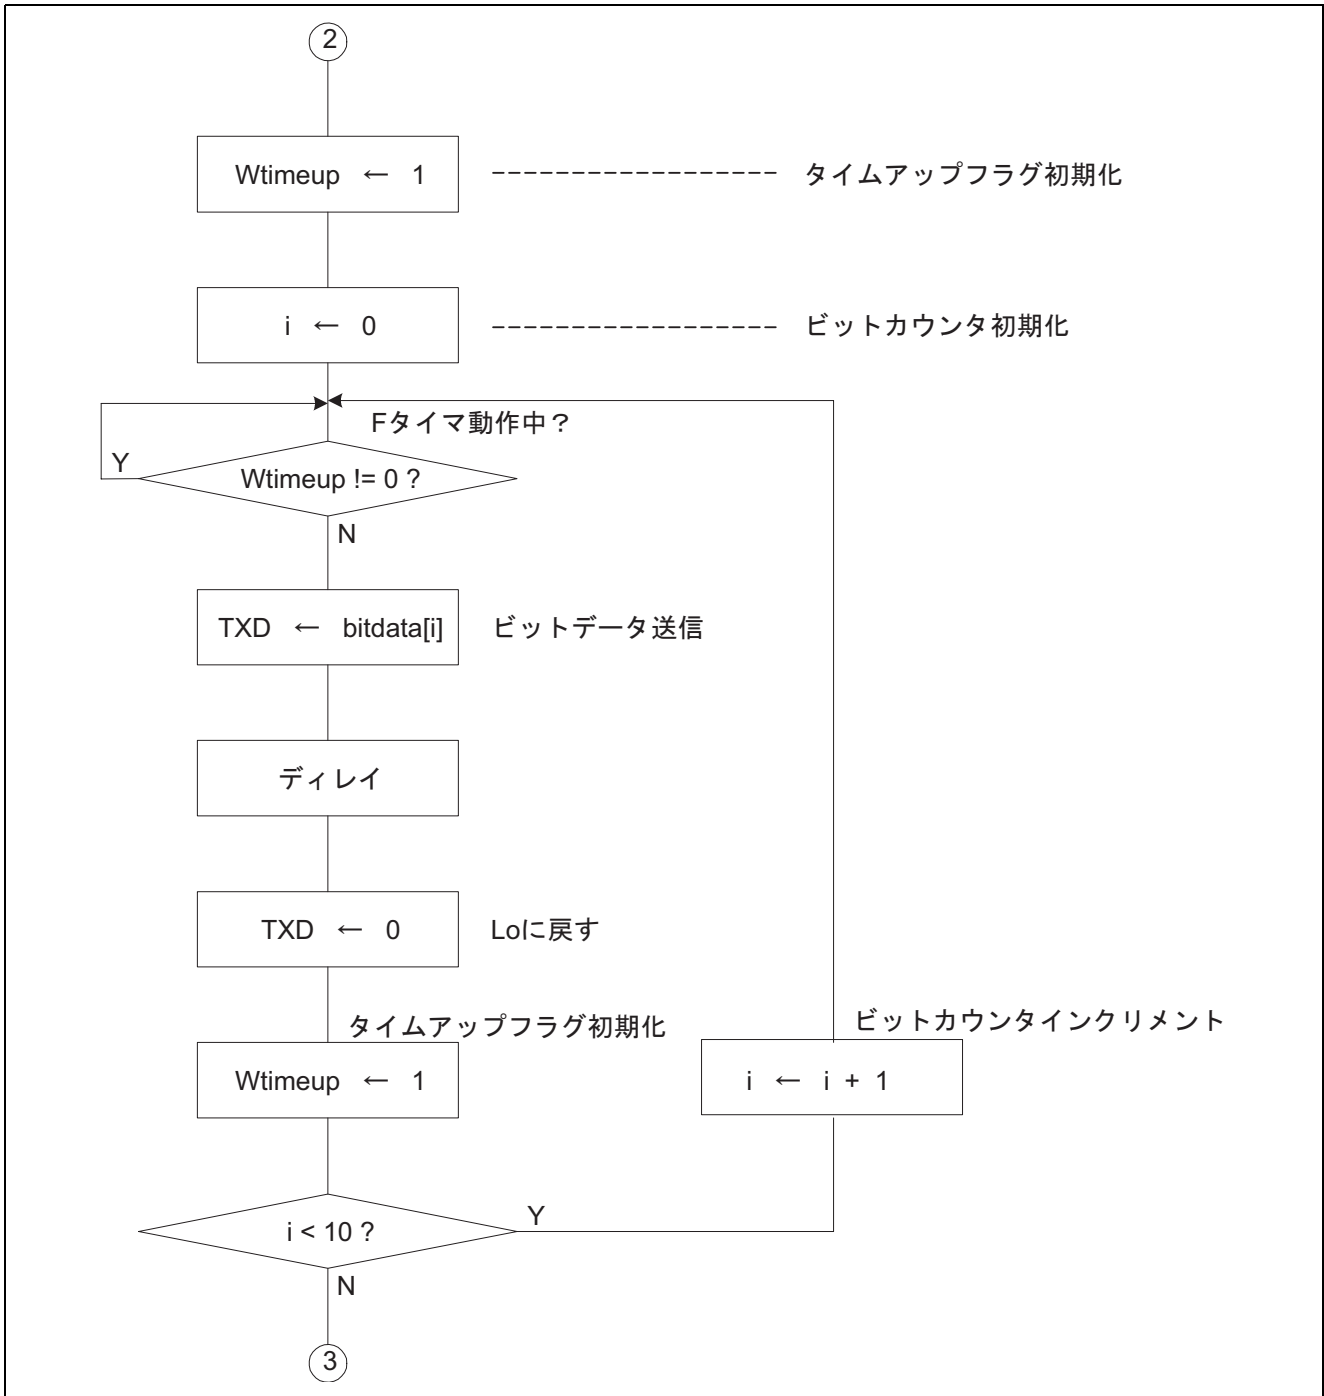 2
Wtimeup ← 1
タイムアップフラグ初期化
i ← 0
ビットカウンタ初期化
Fタイマ動作中？
Y
Wtimeup != 0 ?
N
TXD ← bitdata[i]
ビットデータ送信
ディレイ
TXD ← 0
Loに戻す
タイムアップフラグ初期化
Wtimeup ← 1
ビットカウンタインクリメント
i ← i + 1
i < 10 ?
Y
N
3